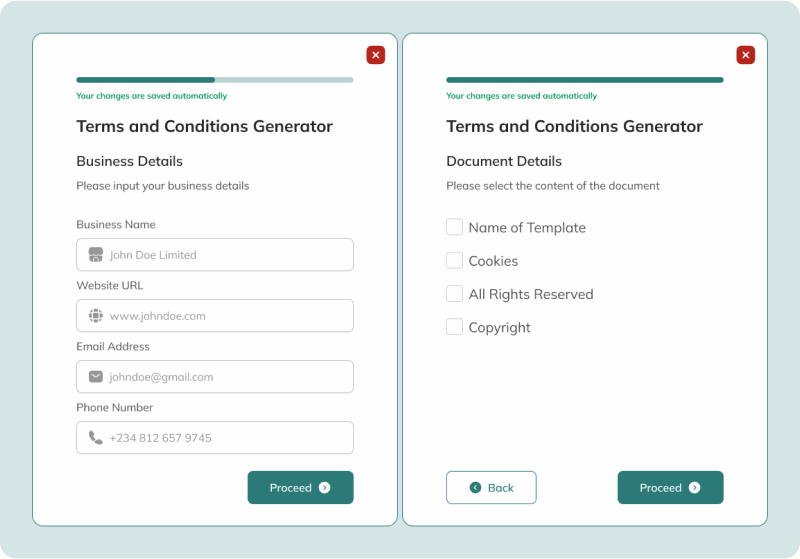 Your changes are saved automatically
Terms and Conditions Generator
Business Details
Please input your business details
Business Name
John Doe Limited
Website URL
www.johndoe.com
Email Address
johndoe@gmail.com
Phone Number
+234 812 657 9745
Proceed
Your changes are saved automatically
Terms and Conditions Generator
Document Details
Please select the content of the document
Name of Template
Cookies
All Rights Reserved
Copyright
Back
Proceed